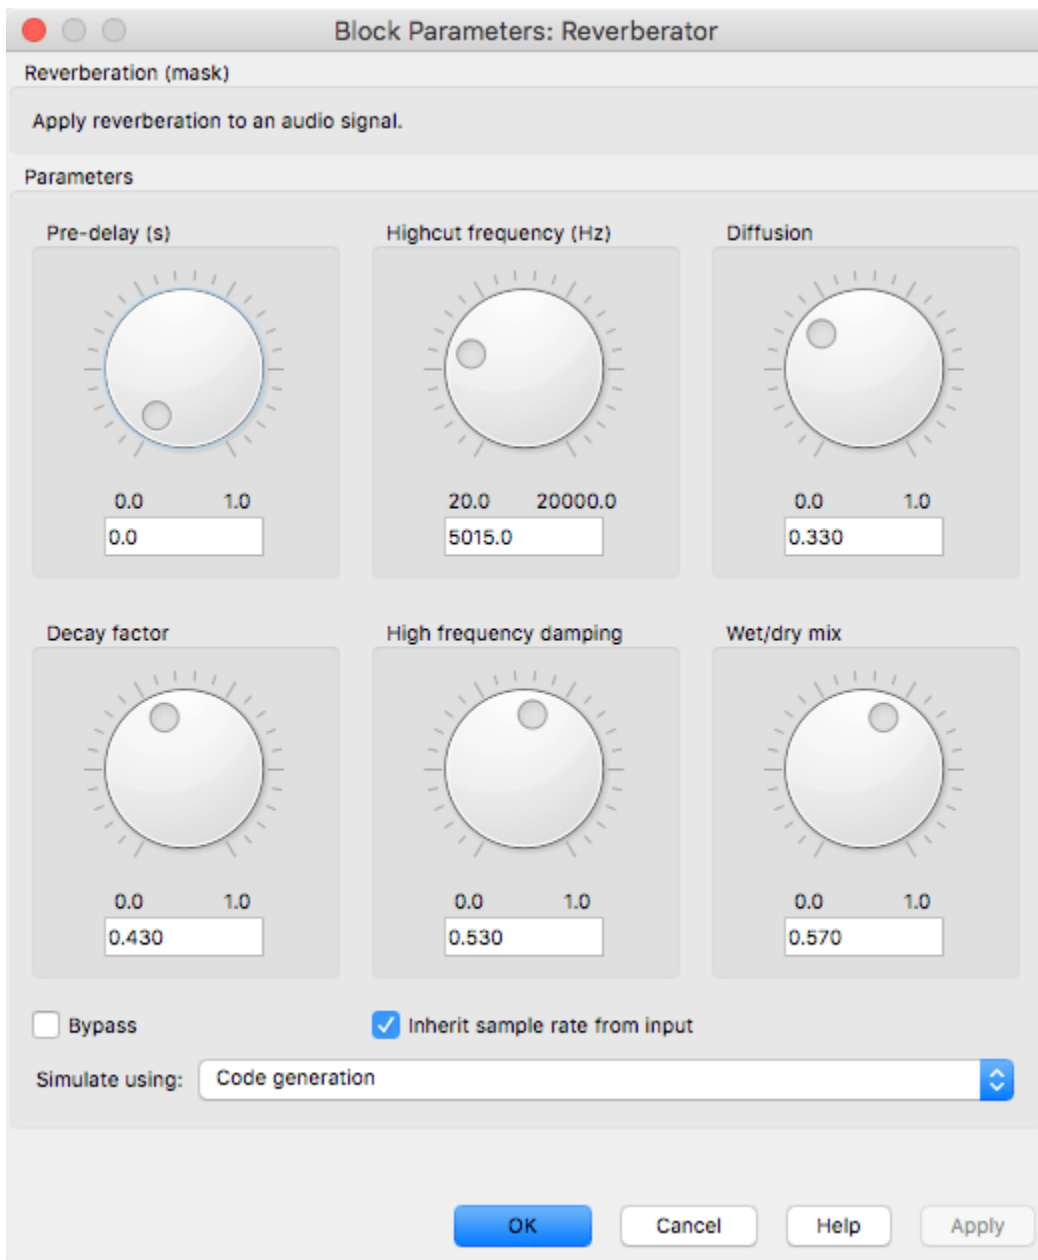 Block Parameters: Reverberator
Reverberation (mask)
Apply reverberation to an audio signal.
Parameters
Pre-delay (s) Highcut frequency (Hz) Diffusion
0.0 1.0 20.0 20000.0 0.0 1.0
0.0 5015.0 0.330
Decay factor High frequency damping Wet/dry mix
0.0 1.0 0.0 1.0 0.0 1.0
0.430 0.530 0.570
Bypass Inherit sample rate from input
Simulate using: Code generation
OK Cancel Help Apply